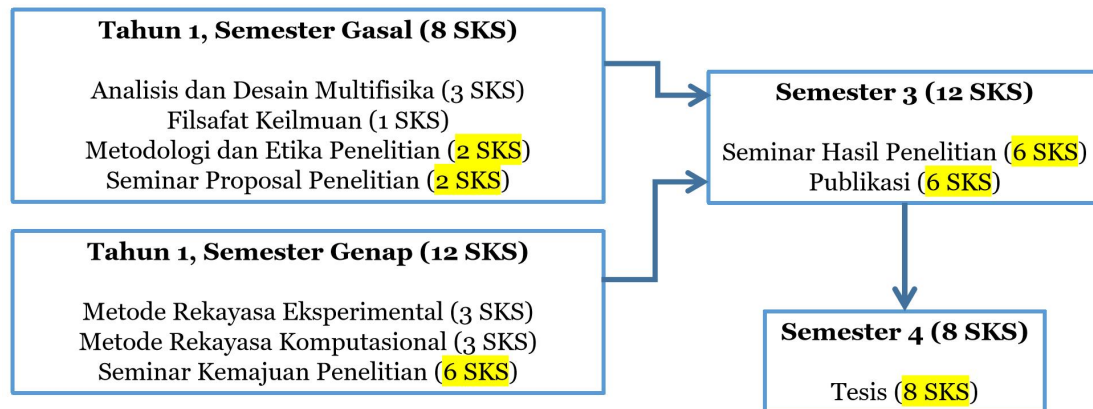 Tahun 1, Semester Gasal (8 SKS)
Analisis dan Desain Multifisika (3 SKS)
Filsafat Keilmuan (1 SKS)
Metodologi dan Etika Penelitian (2 SKS)
Seminar Proposal Penelitian (2 SKS)
Tahun 1, Semester Genap (12 SKS)
Metode Rekayasa Eksperimental (3 SKS)
Metode Rekayasa Komputasional (3 SKS)
Seminar Kemajuan Penelitian (6 SKS)
Semester 3 (12 SKS)
Seminar Hasil Penelitian (6 SKS)
Publikasi (6 SKS)
Semester 4 (8 SKS)
Tesis (8 SKS)